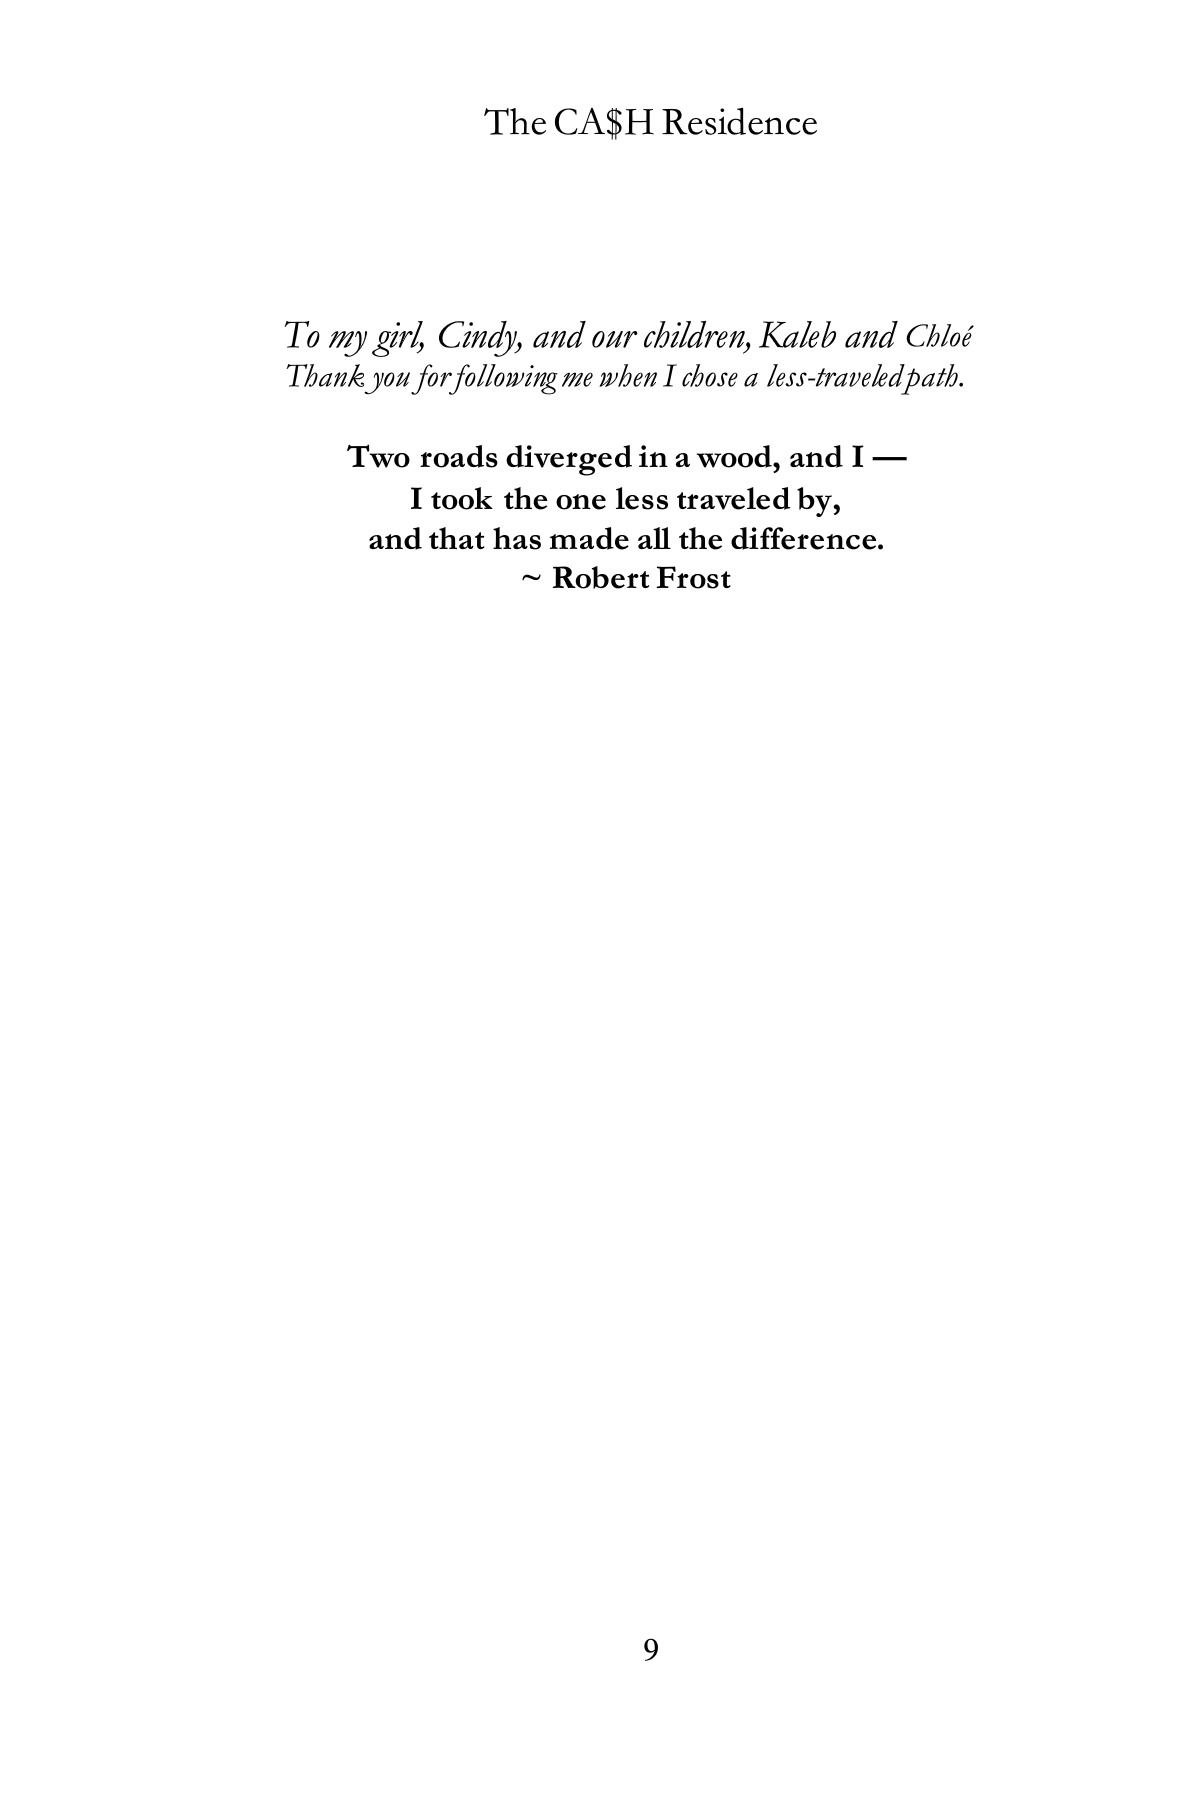 The CA$H Residence
To my girl, Cindy, and our children, Kaleb and Chloé
Thank you for following me when I chose a less-traveled path.
Two roads diverged in a wood, and I —
I took the one less traveled by,
and that has made all the difference.
~ Robert Frost
9